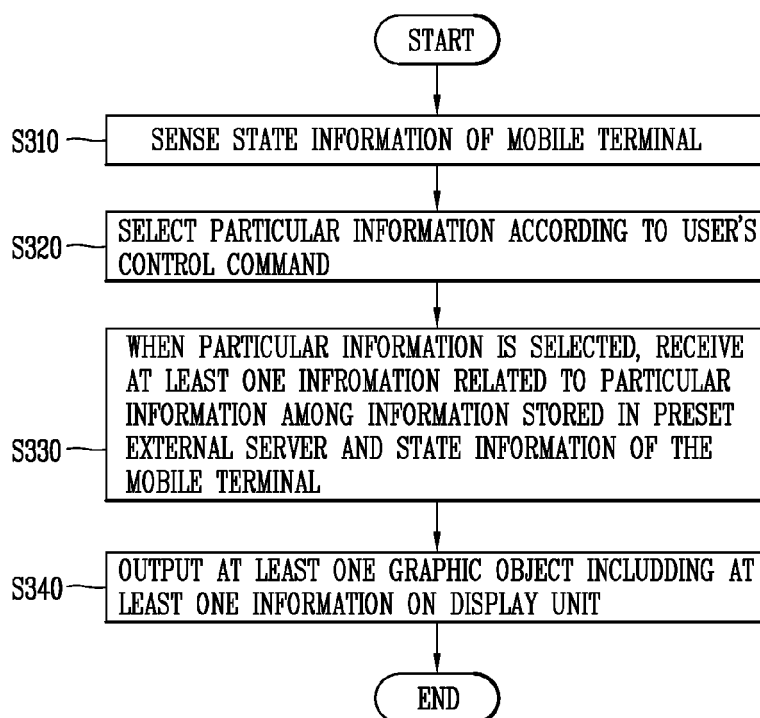 START
S310
SENSE STATE INFORMATION OF MOBILE TERMINAL
S320
SELECT PARTICULAR INFORMATION ACCORDING TO USER'S
CONTROL COMMAND
S330
WHEN PARTICULAR INFORMATION IS SELECTED, RECEIVE
AT LEAST ONE INFROMATION RELATED TO PARTICULAR
INFORMATION AMONG INFORMATION STORED IN PRESET
EXTERNAL SERVER AND STATE INFORMATION OF THE
MOBILE TERMINAL
S340
OUTPUT AT LEAST ONE GRAPHIC OBJECT INCLUDDING AT
LEAST ONE INFORMATION ON DISPLAY UNIT
END